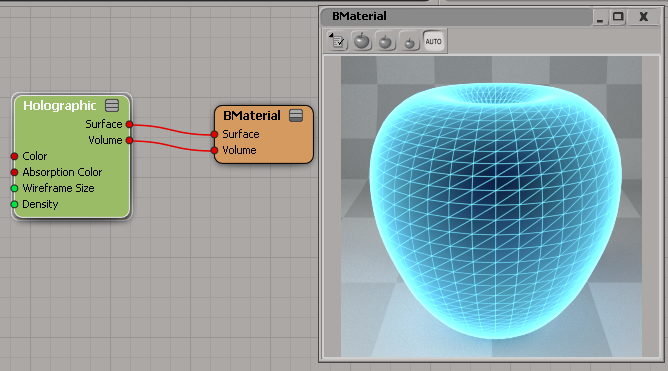 Holographic
Surface
Volume
Color
Absorption Color
Wireframe Size
Density
BMaterial
Surface
Volume
BMaterial
AUTO